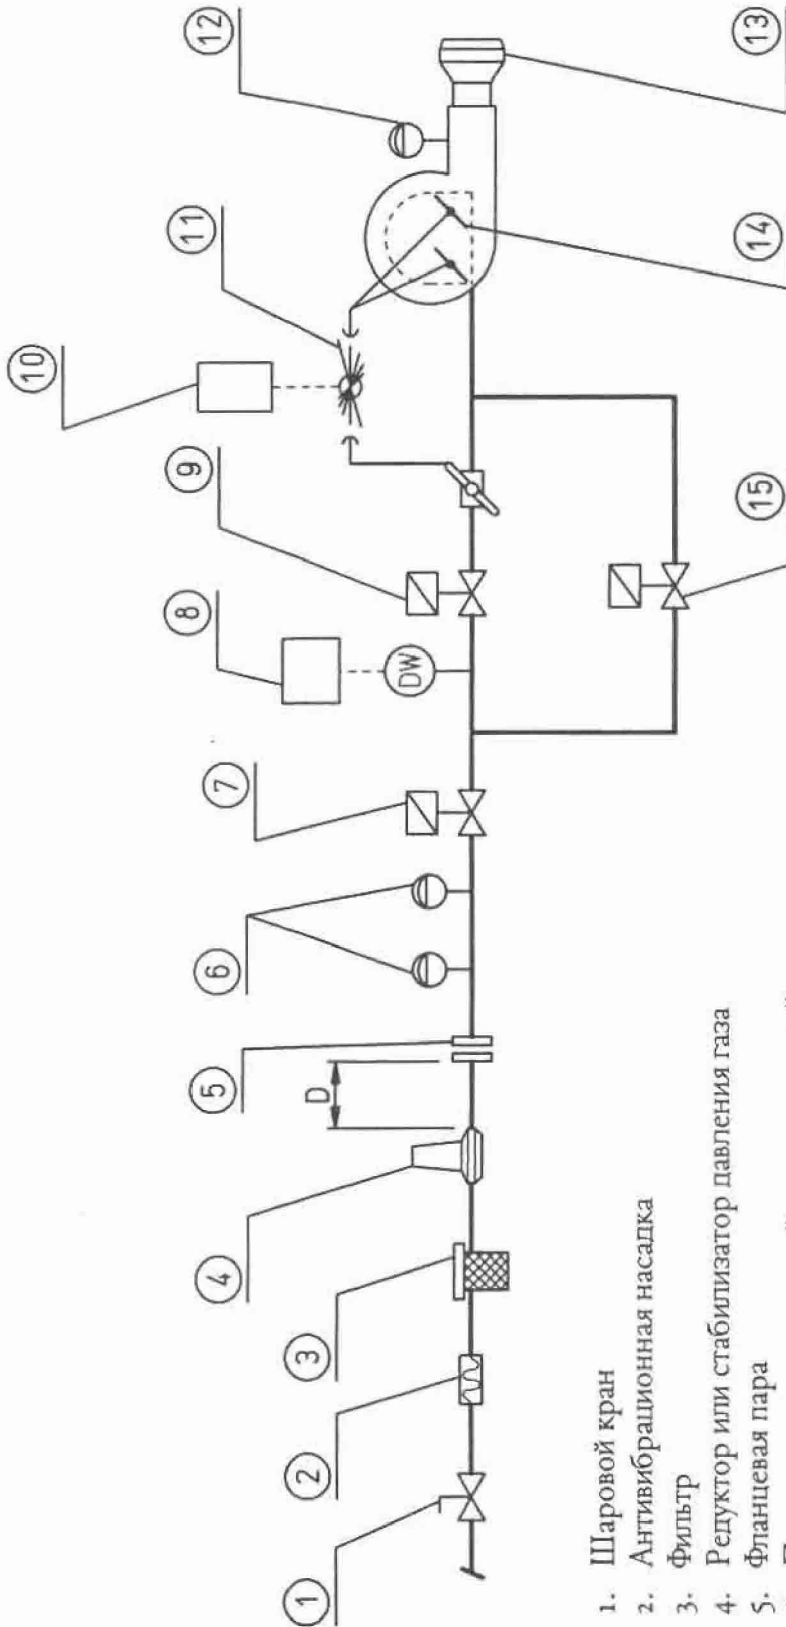 1
2
3
4
5
6
7
8
9
10
11
12
13
14
15
D
DW
1. Шаровой кран
2. Антивибрационная насадка
3. Фильтр
4. Редуктор или стабилизатор давления газа
5. Фланцевая пара